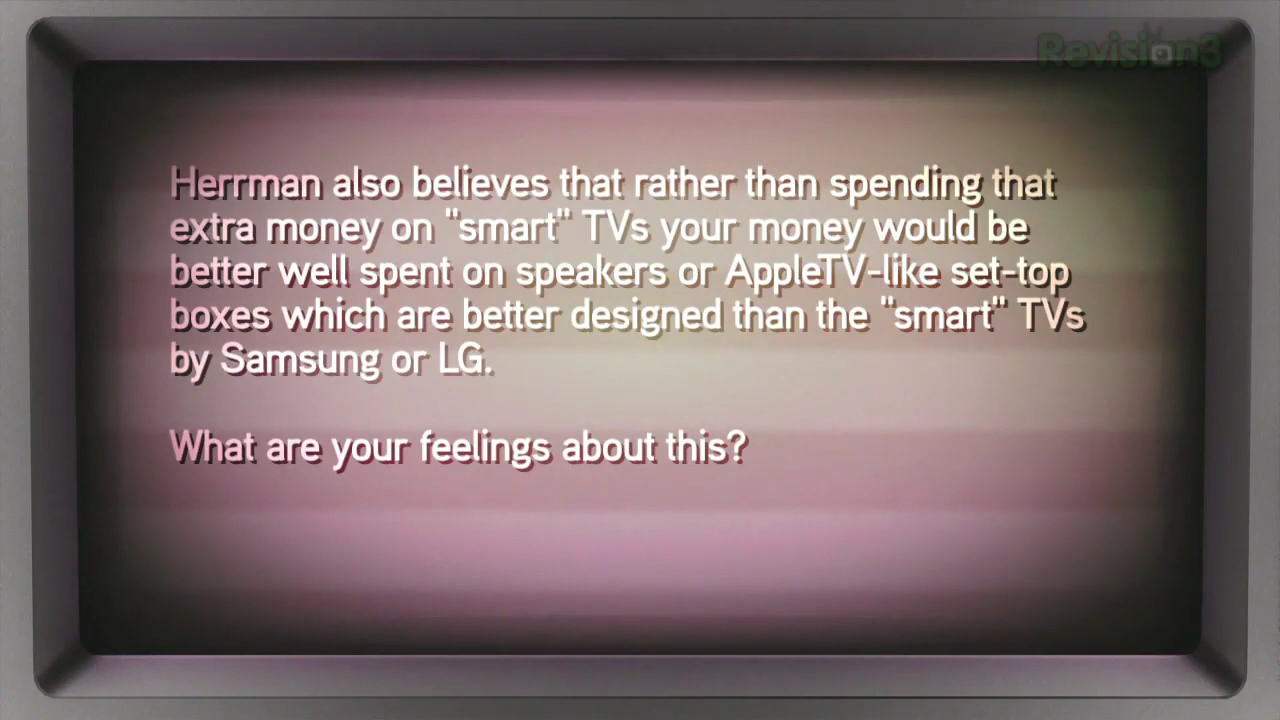 Revision3
Herrman also believes that rather than spending that
extra money on "smart" TVs your money would be
better well spent on speakers or AppleTV-like set-top
boxes which are better designed than the "smart" TVs
by Samsung or LG.
What are your feelings about this?